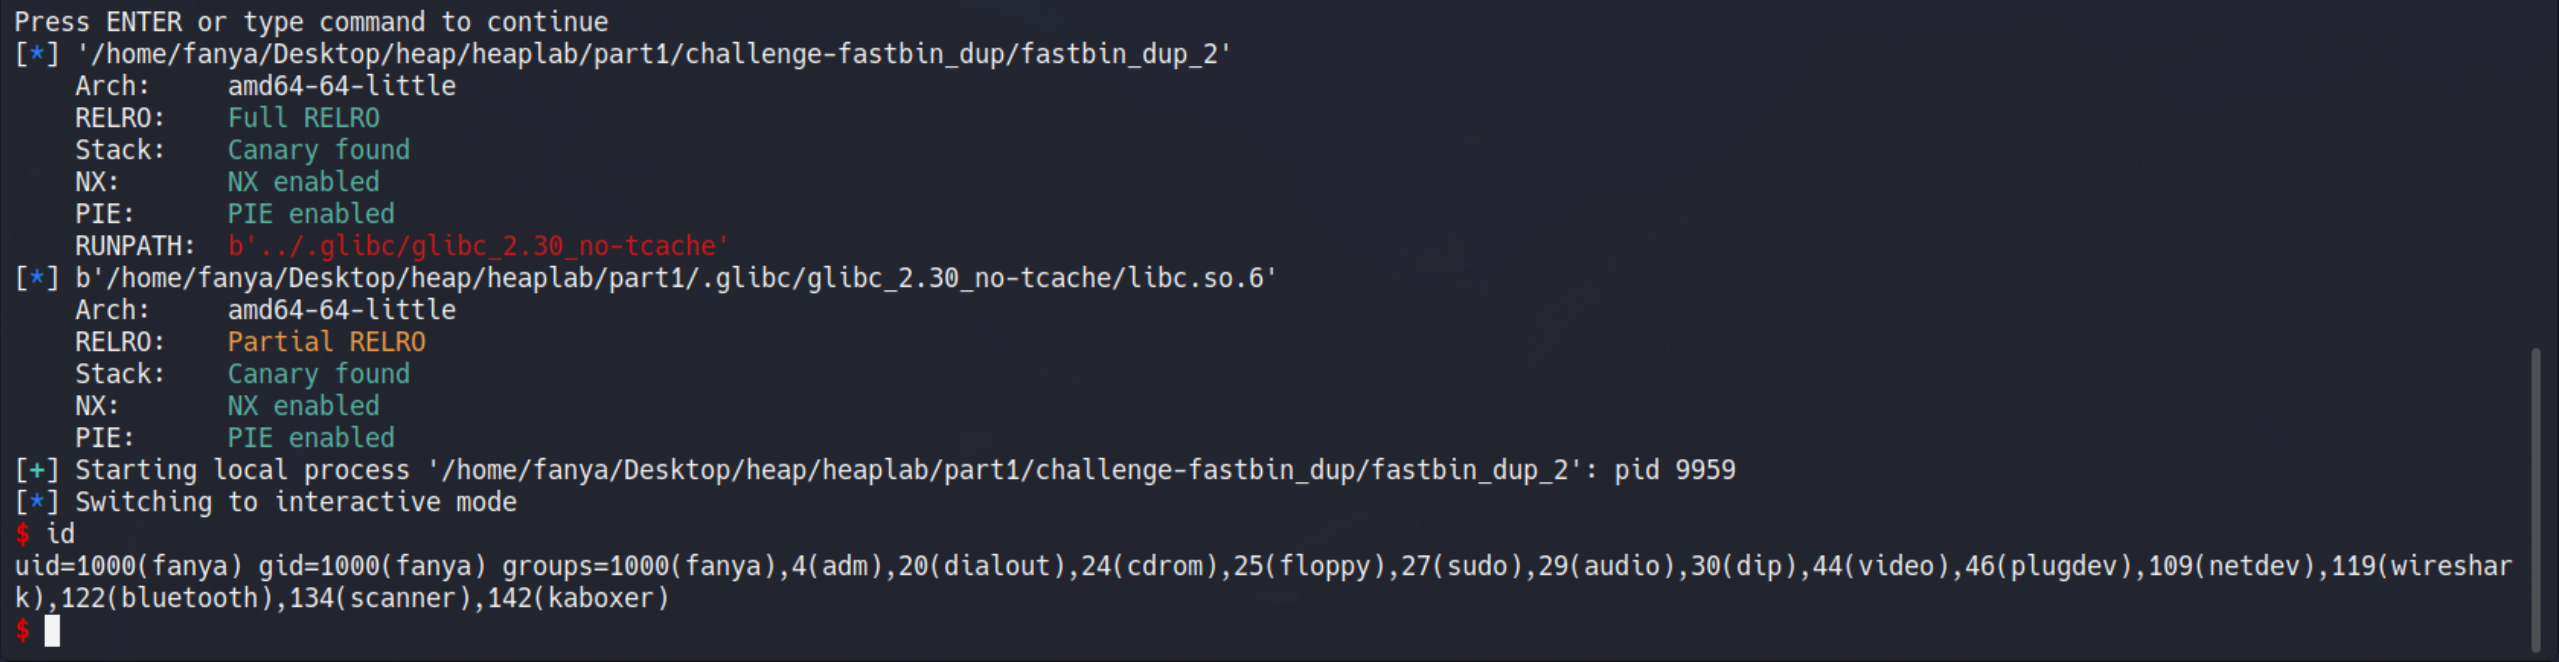 Press ENTER or type command to continue
[*] '/home/fanya/Desktop/heap/heaplab/part1/challenge-fastbin_dup/fastbin_dup_2'
    Arch:     amd64-64-little
    RELRO:    Full RELRO
    Stack:    Canary found
    NX:       NX enabled
    PIE:      PIE enabled
    RUNPATH:  b'../.glibc/glibc_2.30_no-tcache'
[*] b'/home/fanya/Desktop/heap/heaplab/part1/.glibc/glibc_2.30_no-tcache/libc.so.6'
    Arch:     amd64-64-little
    RELRO:    Partial RELRO
    Stack:    Canary found
    NX:       NX enabled
    PIE:      PIE enabled
[+] Starting local process '/home/fanya/Desktop/heap/heaplab/part1/challenge-fastbin_dup/fastbin_dup_2': pid 9959
[*] Switching to interactive mode
$ id
uid=1000(fanya) gid=1000(fanya) groups=1000(fanya),4(adm),20(dialout),24(cdrom),25(floppy),27(sudo),29(audio),30(dip),44(video),46(plugdev),109(netdev),119(wireshar
k),122(bluetooth),134(scanner),142(kaboxer)
$